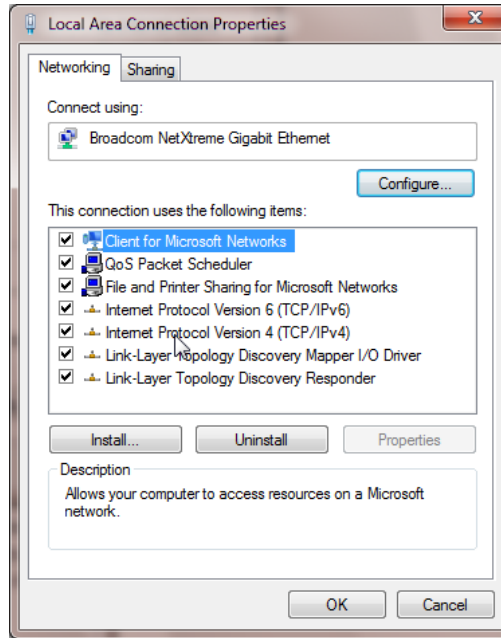 Local Area Connection Properties
Networking
Sharing
Connect using:
Broadcom NetXtreme Gigabit Ethernet
Configure...
This connection uses the following items:
Client for Microsoft Networks
QoS Packet Scheduler
File and Printer Sharing for Microsoft Networks
Internet Protocol Version 6 (TCP/IPv6)
Internet Protocol Version 4 (TCP/IPv4)
Link-Layer Topology Discovery Mapper I/O Driver
Link-Layer Topology Discovery Responder
Install...
Uninstall
Properties
Description
Allows your computer to access resources on a Microsoft
network.
OK
Cancel